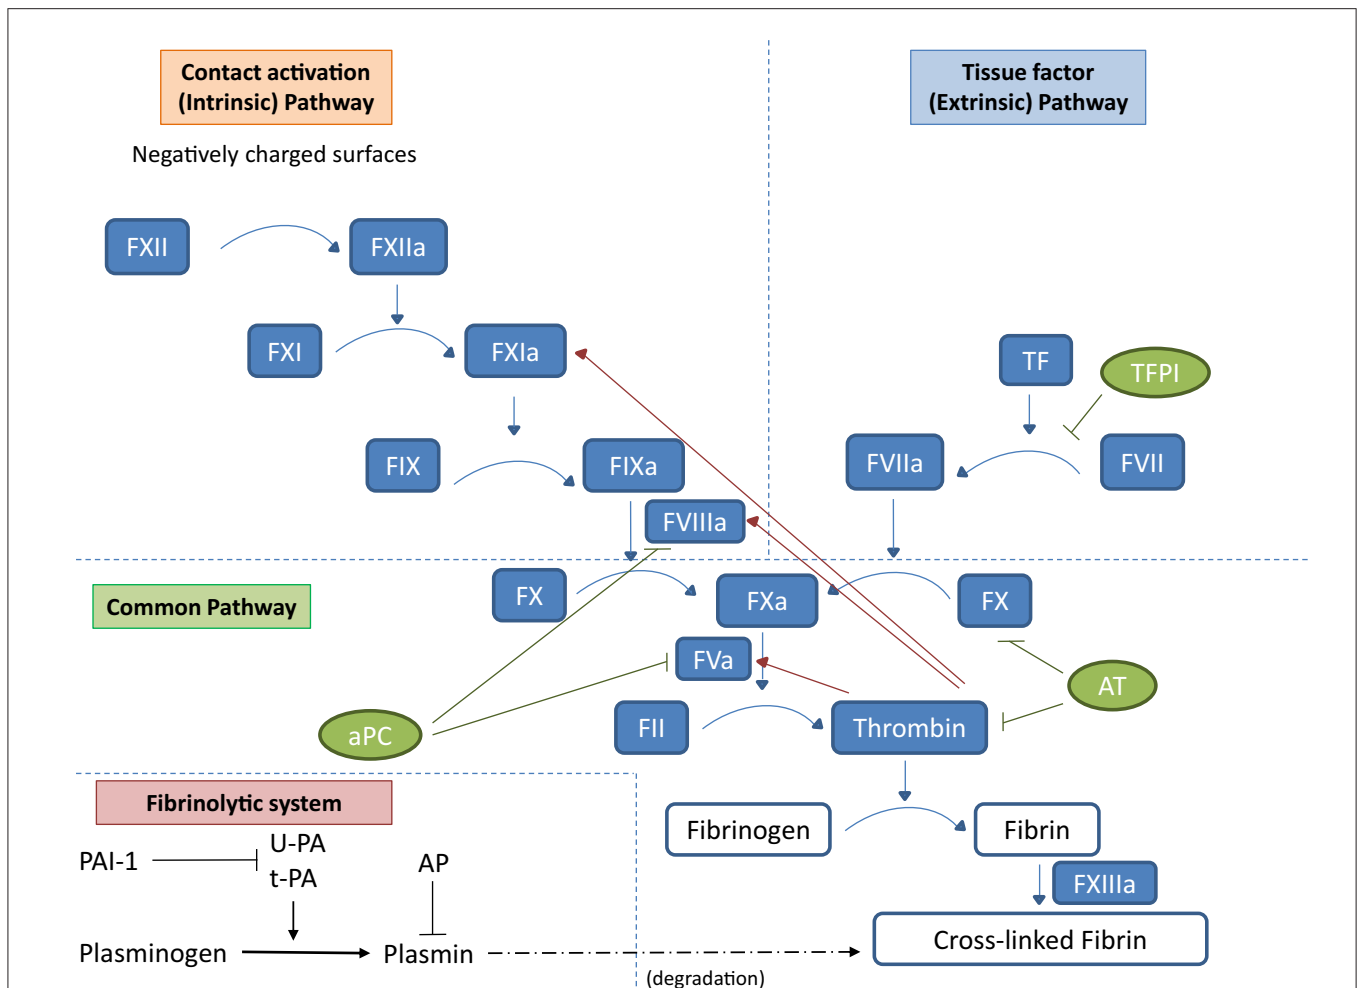 Contact activation
(Intrinsic) Pathway
Tissue factor
(Extrinsic) Pathway
Negatively charged surfaces
FXII
FXIIa
FXI
FXIa
TF
TFPI
FIX
FIXa
FVIIa
FVII
FVIIIa
Common Pathway
FX
FXa
FX
FVa
AT
aPC
FII
Thrombin
Fibrinolytic system
Fibrinogen
Fibrin
PAI-1
U-PA
t-PA
AP
FXIIIa
Plasminogen
Plasmin
Cross-linked Fibrin
(degradation)